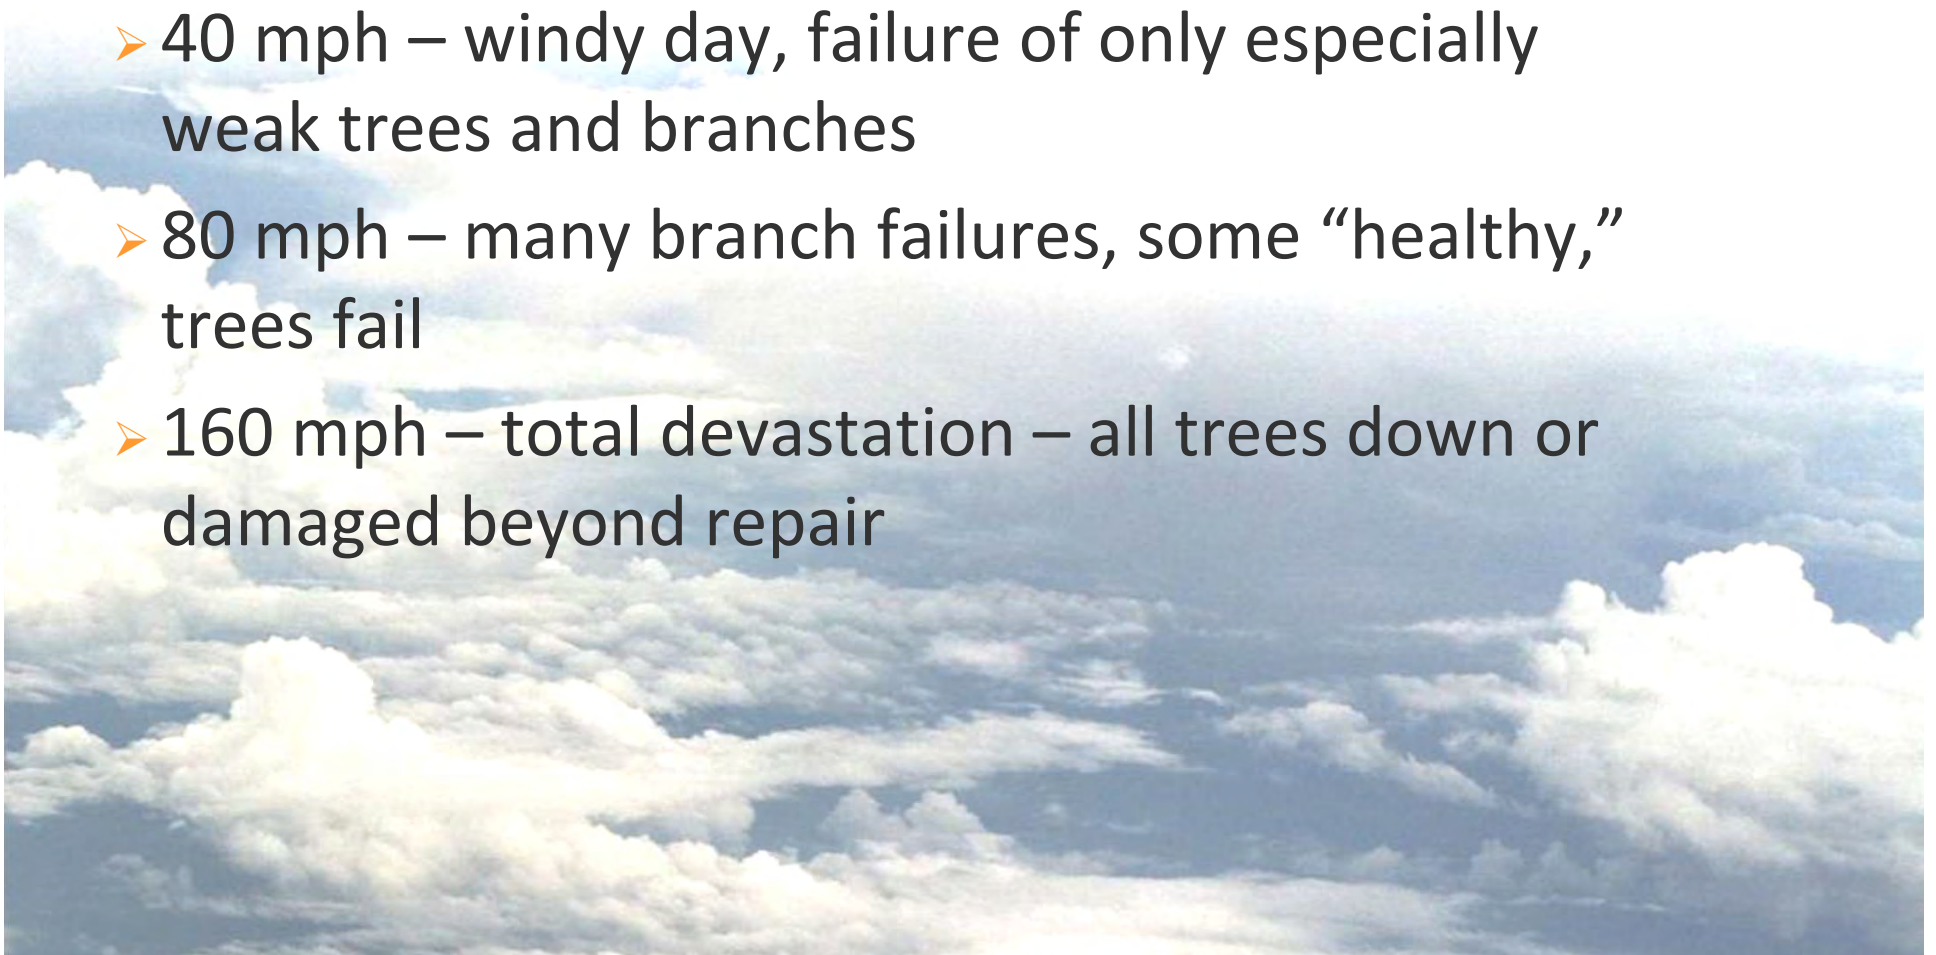 ➢ 40 mph – windy day, failure of only especially
weak trees and branches
➢ 80 mph – many branch failures, some “healthy,”
trees fail
➢ 160 mph – total devastation – all trees down or
damaged beyond repair